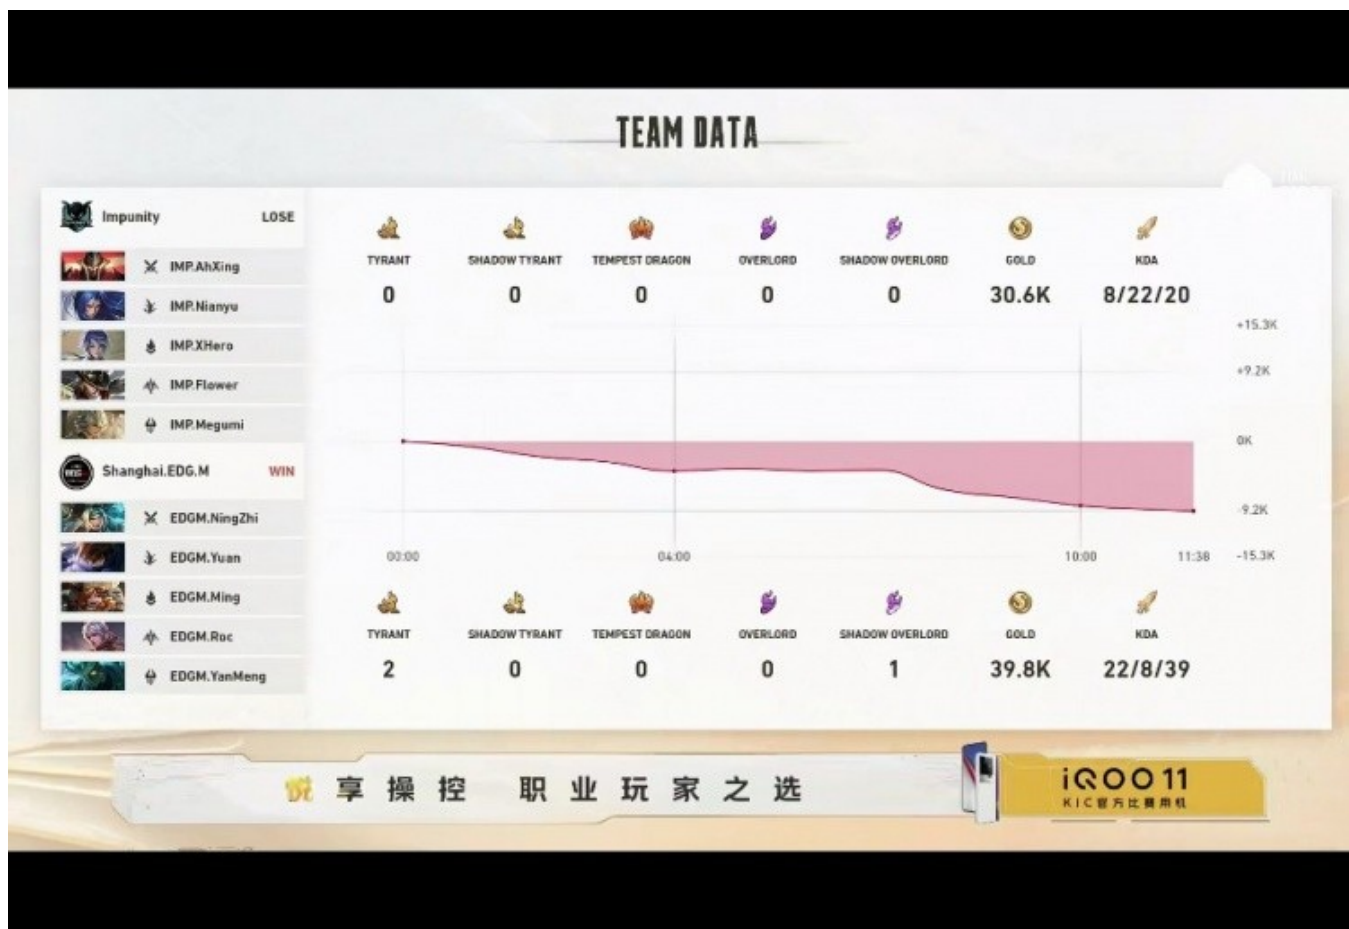 TEAM DATA
Impunity LOSE
IMP.AhXing
IMP.Nianyu
IMP.XHero
IMP.Flower
IMP.Megumi
Shanghai.EDG.M WIN
EDGM.NingZhi
EDGM.Yuan
EDGM.Ming
EDGM.Roc
EDGM.YanMeng
TYRANT SHADOW TYRANT TEMPEST DRAGON OVERLORD SHADOW OVERLORD GOLD KDA
0 0 0 0 0 30.6K 8/22/20
+15.3K
+9.2K
0K
-9.2K
-15.3K
00:00 04:00 10:00 11:38
TYRANT SHADOW TYRANT TEMPEST DRAGON OVERLORD SHADOW OVERLORD GOLD KDA
2 0 0 0 1 39.8K 22/8/39
悦享操控 职业玩家之选
iQOO 11
KIC官方比赛用机